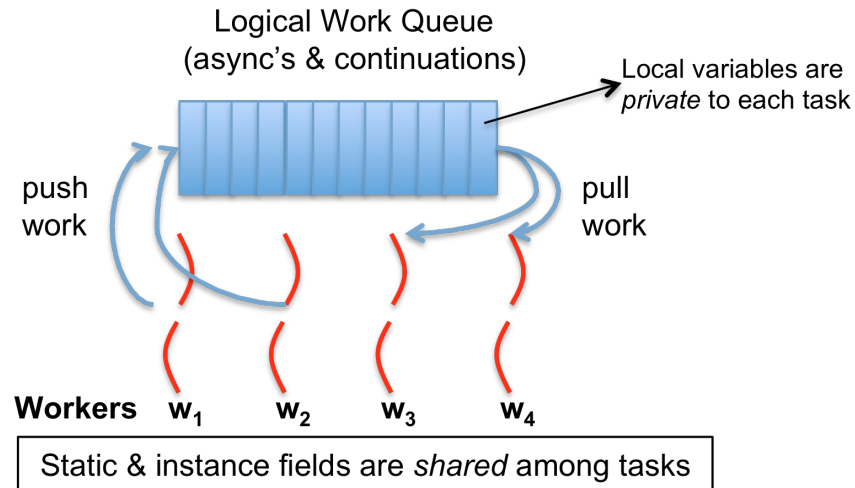 Logical Work Queue
(async’s & continuations)
Local variables are
private to each task
push
work
pull
work
Workers w1 w2 w3 w4
Static & instance fields are shared among tasks